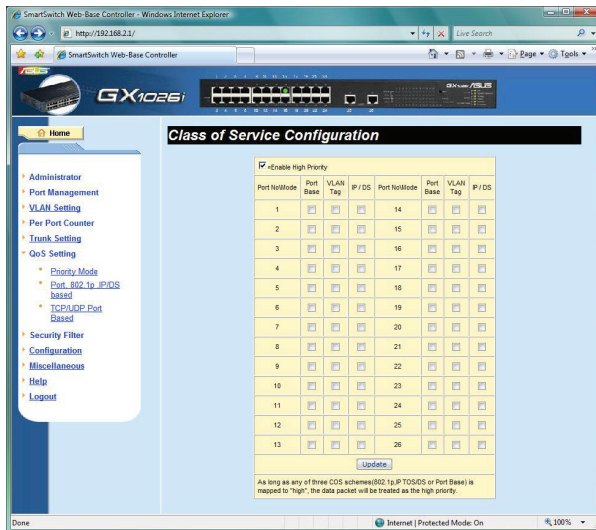 SmartSwitch Web-Base Controller - Windows Internet Explorer
http://192.168.2.1/
Live Search
SmartSwitch Web-Base Controller
Page Tools
GX1026i
ASUS
Home
Class of Service Configuration
Administrator
Port Management
VLAN Setting
Per Port Counter
Trunk Setting
QoS Setting
Priority Mode
Port, 802.1p ,IP/DS
based
TCP/UDP Port
Based
Security Filter
Configuration
Miscellaneous
Help
Logout
=Enable High Priority
Port No\Mode Port Base VLAN Tag IP / DS Port No\Mode Port Base VLAN Tag IP / DS
1 14
2 15
3 16
4 17
5 18
6 19
7 20
8 21
9 22
10 23
11 24
12 25
13 26
Update
As long as any of three COS schemes(802.1p,IP TOS/DS or Port Base) is
mapped to "high", the data packet will be treated as the high priority.
Done
Internet | Protected Mode: On
100%